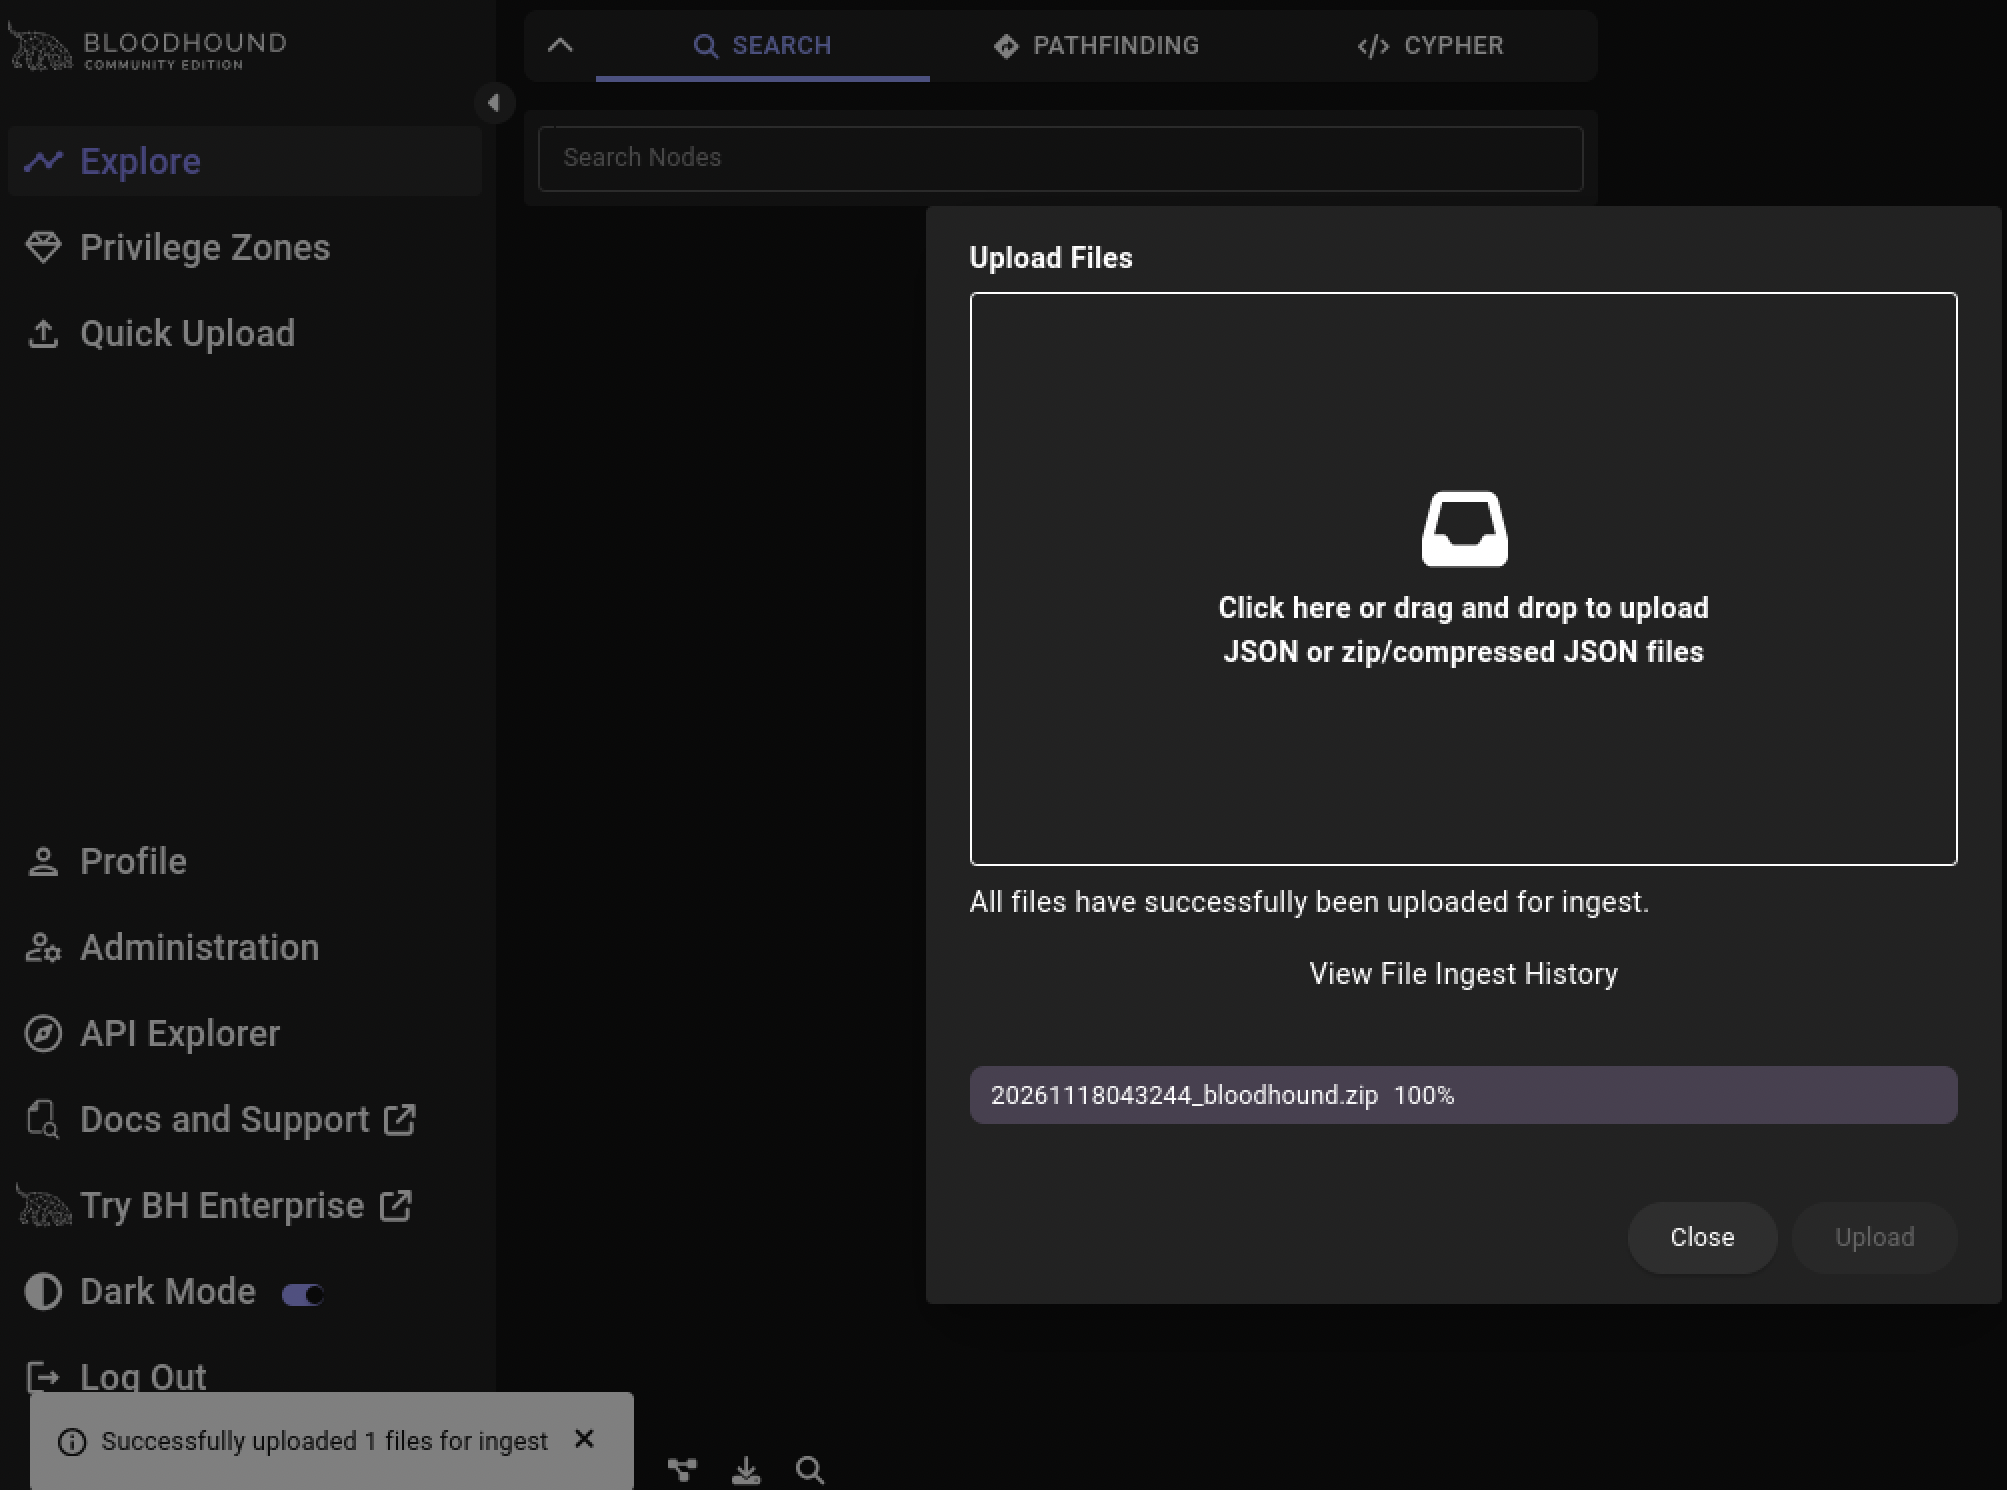 BLOODHOUND
COMMUNITY EDITION
Explore
Privilege Zones
Quick Upload
Profile
Administration
API Explorer
Docs and Support
Try BH Enterprise
Dark Mode
Log Out
SEARCH
PATHFINDING
CYPHER
Search Nodes
Upload Files
Click here or drag and drop to upload
JSON or zip/compressed JSON files
All files have successfully been uploaded for ingest.
View File Ingest History
20261118043244_bloodhound.zip 100%
Close
Upload
Successfully uploaded 1 files for ingest